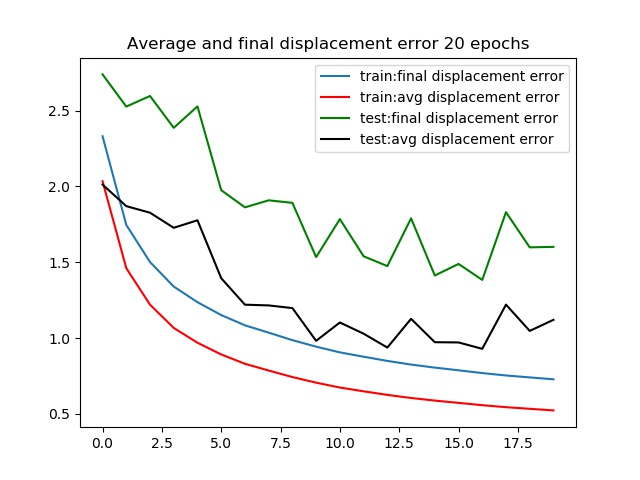 Average and final displacement error 20 epochs
train:final displacement error
train:avg displacement error
test:final displacement error
test:avg displacement error
2.5
2.0
1.5
1.0
0.5
0.0 2.5 5.0 7.5 10.0 12.5 15.0 17.5